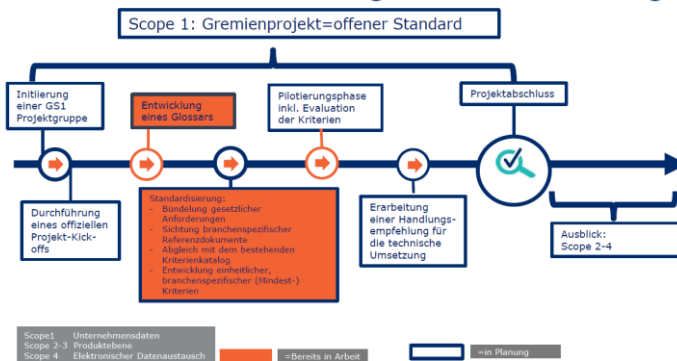 Scope 1: Gremienprojekt=offener Standard
Initiierung
einer GS1
Projektgruppe
Entwicklung
eines Glossars
Pilotierungsphase
inkl. Evaluation
der Kriterien
Projektabschluss
Durchführung
eines offiziellen
Projekt-Kick-
offs
Standardisierung:
- Bündelung gesetzlicher
Anforderungen
- Sichtung branchenspezifischer
Referenzdokumente
- Abgleich mit dem bestehenden
Kriterienkatalog
- Entwicklung einheitlicher,
branchenspezifischer (Mindest-)
Kriterien
Erarbeitung
einer Handlungs-
empfehlung für
die technische
Umsetzung
Ausblick:
Scope 2-4
Scope1 Unternehmensdaten
Scope 2-3 Produktebene
Scope 4 Elektronischer Datenaustausch
=Bereits in Arbeit
=in Planung